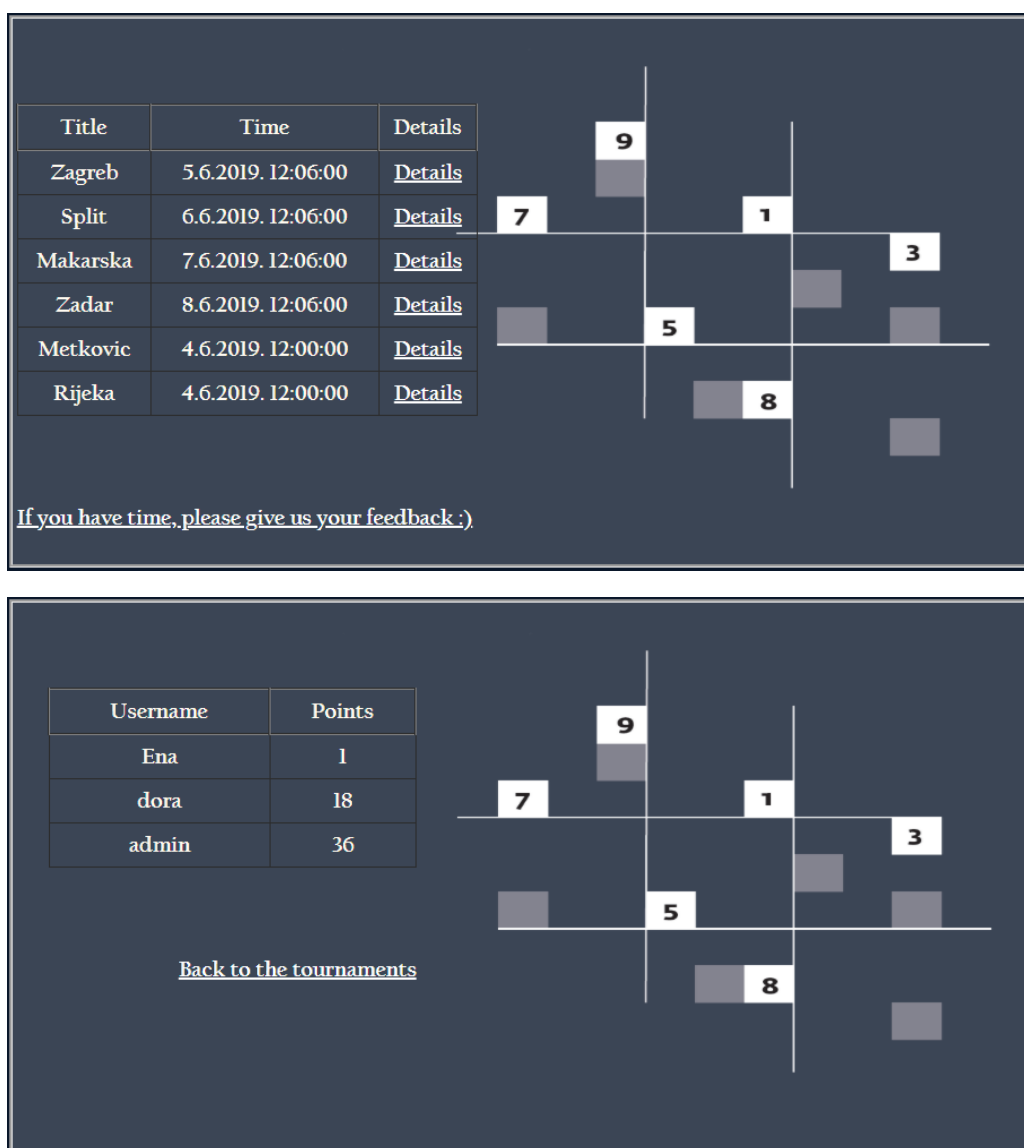 Title Time Details
Zagreb 5.6.2019. 12:06:00 Details
Split 6.6.2019. 12:06:00 Details
Makarska 7.6.2019. 12:06:00 Details
Zadar 8.6.2019. 12:06:00 Details
Metkovic 4.6.2019. 12:00:00 Details
Rijeka 4.6.2019. 12:00:00 Details
9
7 1
3
5
8
If you have time, please give us your feedback :)
Username Points
Ena 1
dora 18
admin 36
Back to the tournaments
9
7 1
3
5
8